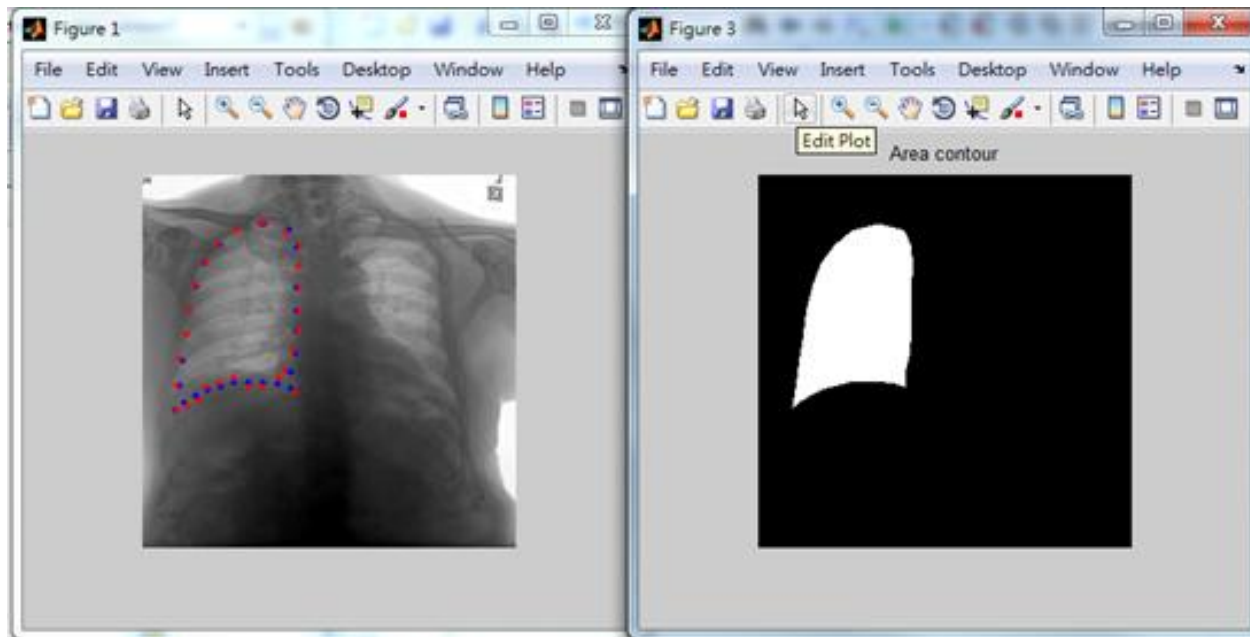 Figure 1
File Edit View Insert Tools Desktop Window Help
Figure 3
File Edit View Insert Tools Desktop Window Help
Edit Plot
Area contour